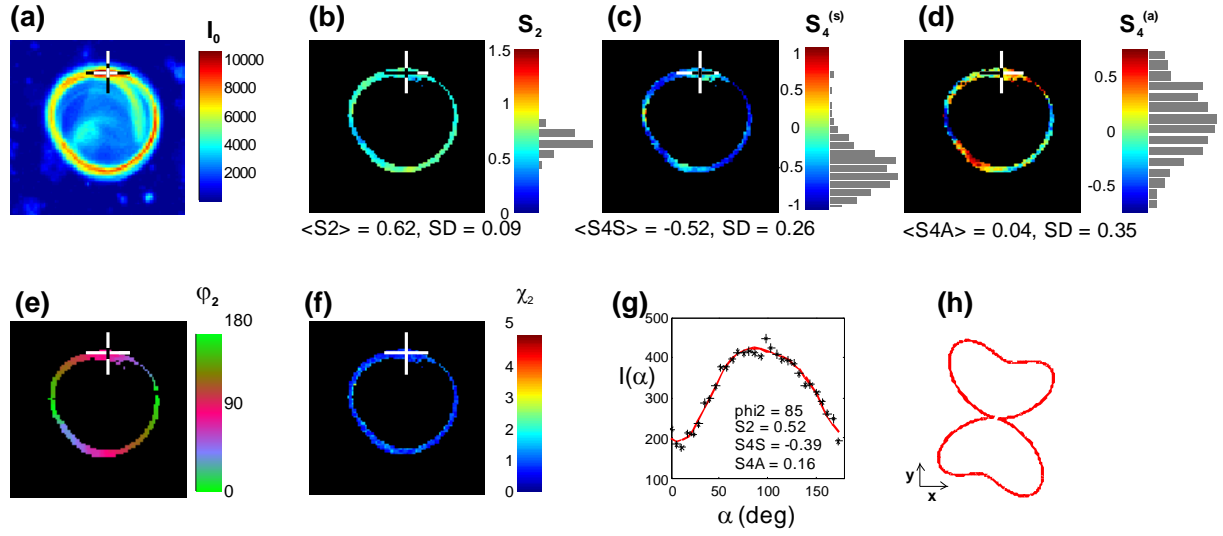 (a)
I0
10000
8000
6000
4000
2000
(b)
S2
1.5
1
0.5
0
<S2> = 0.62, SD = 0.09
(c)
S4(s)
1
0.5
0
-0.5
-1
<S4S> = -0.52, SD = 0.26
(d)
S4(a)
0.5
0
-0.5
<S4A> = 0.04, SD = 0.35
(e)
φ2
180
90
0
(f)
χ2
5
4
3
2
1
0
(g)
500
400
300
200
100
I(α)
phi2 = 85
S2 = 0.52
S4S = -0.39
S4A = 0.16
0 50 100 150
α (deg)
(h)
y
x